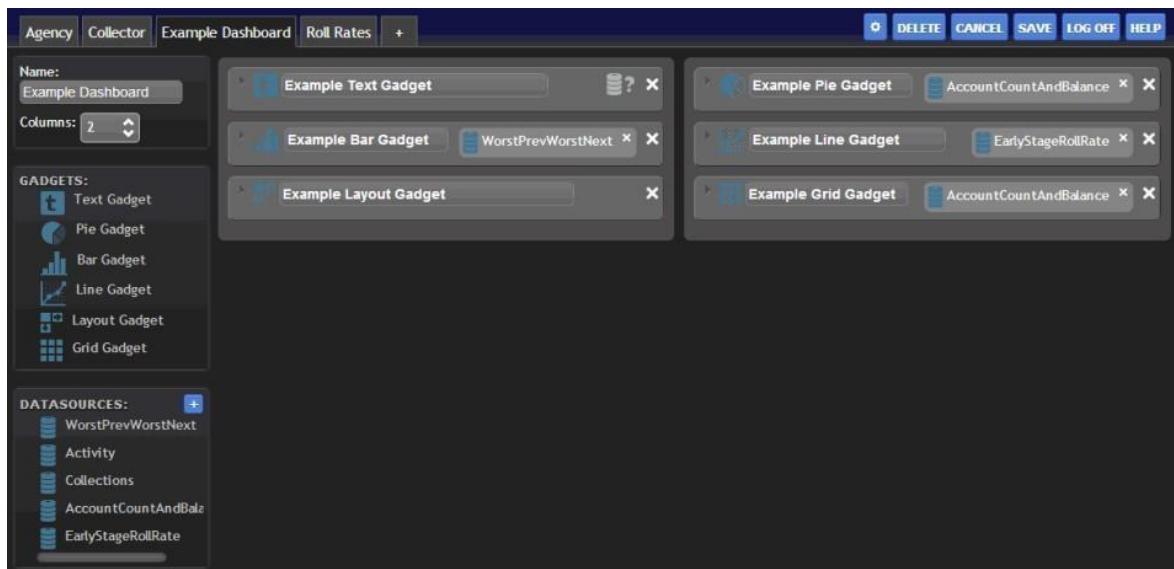 Agency Collector Example Dashboard Roll Rates +
DELETE CANCEL SAVE LOG OFF HELP
Name:
Example Dashboard
Columns: 2
GADGETS:
t Text Gadget
Pie Gadget
Bar Gadget
Line Gadget
Layout Gadget
Grid Gadget
DATASOURCES: +
WorstPrevWorstNext
Activity
Collections
AccountCountAndBala
EarlyStageRollRate
Example Text Gadget ? ×
Example Bar Gadget WorstPrevWorstNext × ×
Example Layout Gadget ×
Example Pie Gadget AccountCountAndBalance × ×
Example Line Gadget EarlyStageRollRate × ×
Example Grid Gadget AccountCountAndBalance × ×